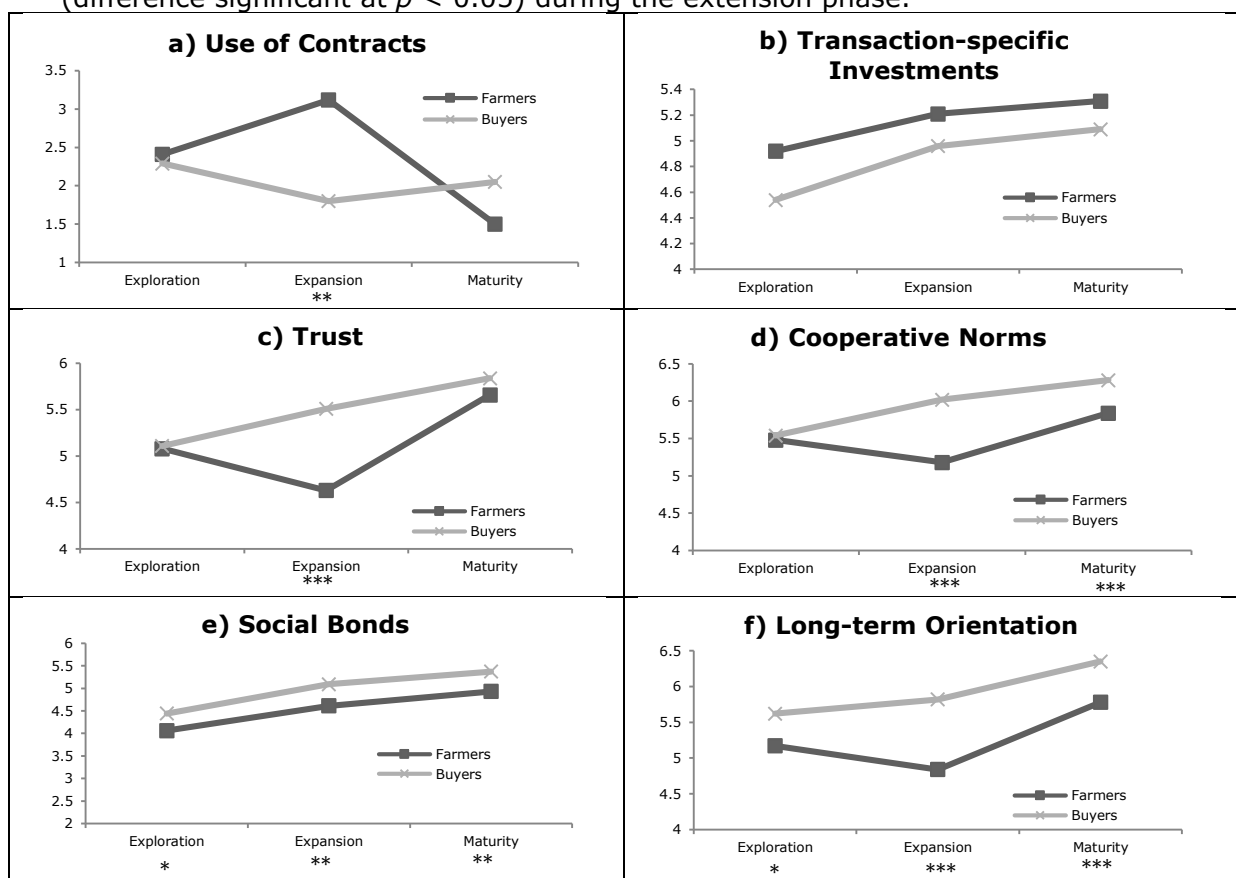 (difference significant at p < 0.05) during the extension phase.
a) Use of Contracts
3.5
3
2.5
2
1.5
1
Farmers
Buyers
Exploration Expansion Maturity
**
b) Transaction-specific
Investments
5.4
5.2
5
4.8
4.6
4.4
4.2
4
Farmers
Buyers
Exploration Expansion Maturity
c) Trust
6
5.5
5
4.5
4
Farmers
Buyers
Exploration Expansion Maturity
***
d) Cooperative Norms
6.5
6
5.5
5
4.5
4
Farmers
Buyers
Exploration Expansion Maturity
*** ***
e) Social Bonds
6
5.5
5
4.5
4
3.5
3
2.5
2
Farmers
Buyers
Exploration Expansion Maturity
* ** **
f) Long-term Orientation
6.5
6
5.5
5
4.5
4
Farmers
Buyers
Exploration Expansion Maturity
* *** ***